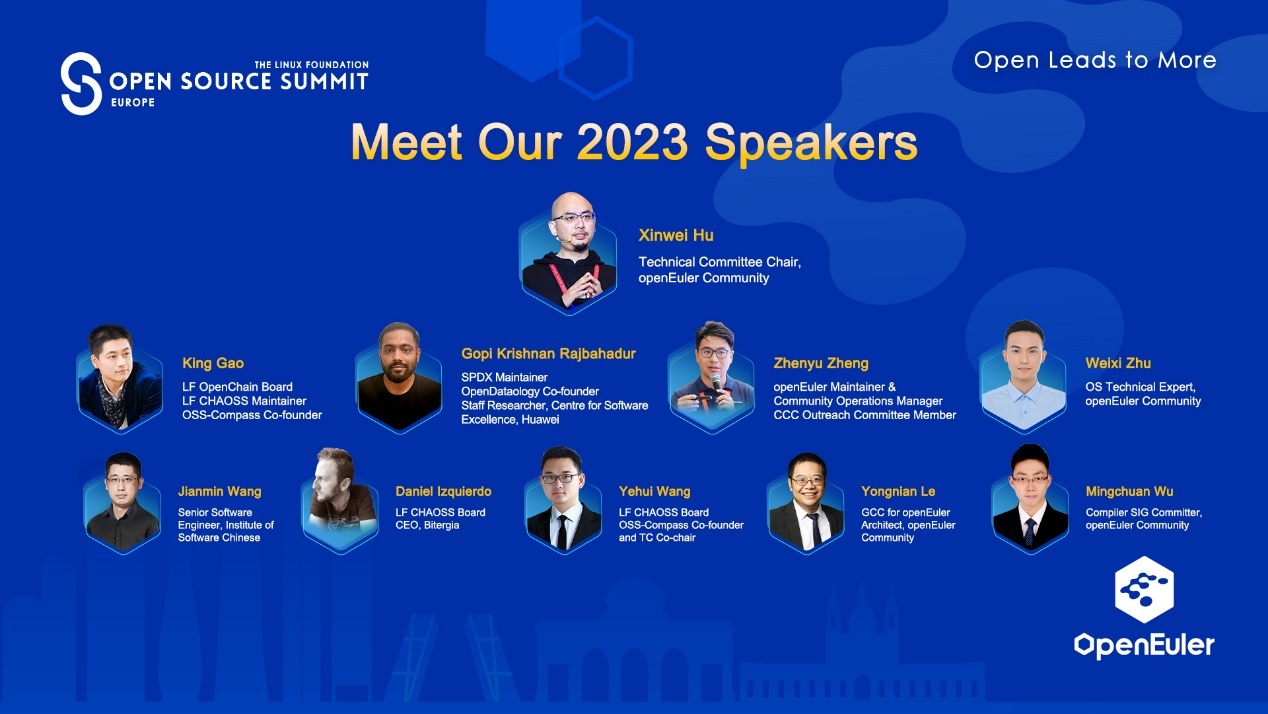 THE LINUX FOUNDATION
OPEN SOURCE SUMMIT
EUROPE
Open Leads to More
Meet Our 2023 Speakers
Xinwei Hu
Technical Committee Chair,
openEuler Community
King Gao
LF OpenChain Board
LF CHAOSS Maintainer
OSS-Compass Co-founder
Gopi Krishnan Rajbahadur
SPDX Maintainer
OpenDataology Co-founder
Staff Researcher, Centre for Software
Excellence, Huawei
Zhenyu Zheng
openEuler Maintainer &
Community Operations Manager
CCC Outreach Committee Member
Weixi Zhu
OS Technical Expert,
openEuler Community
Jianmin Wang
Senior Software
Engineer, Institute of
Software Chinese
Daniel Izquierdo
LF CHAOSS Board
CEO, Bitergia
Yehui Wang
LF CHAOSS Board
OSS-Compass Co-founder
and TC Co-chair
Yongnian Le
GCC for openEuler
Architect, openEuler
Community
Mingchuan Wu
Compiler SIG Committer,
openEuler Community
OpenEuler